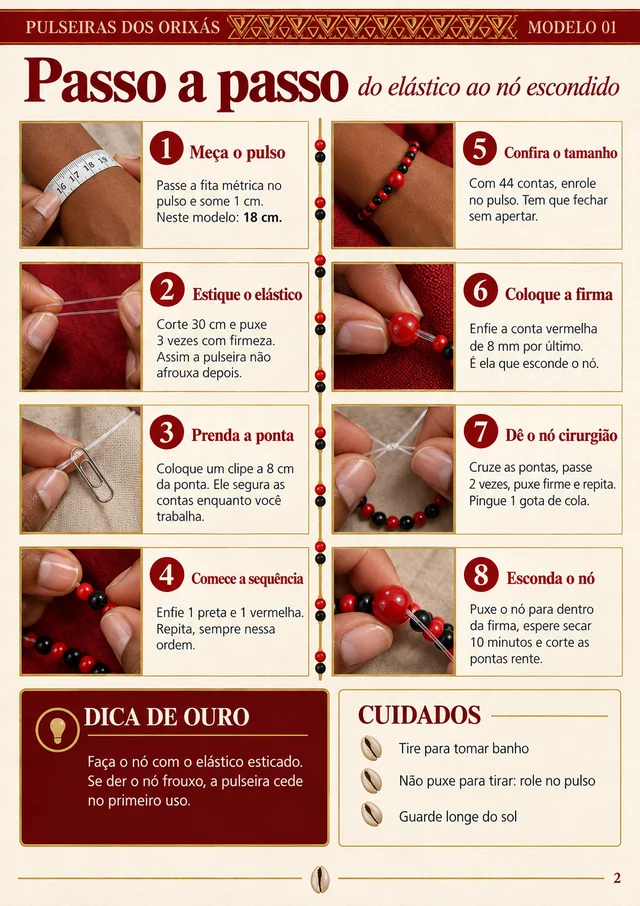 PULSEIRAS DOS ORIXÁS
MODELO 01
Passo a passo do elástico ao nó escondido
1 Meça o pulso
Passe a fita métrica no
pulso e some 1 cm.
Neste modelo: 18 cm.
16 17 18 19
2 Estique o elástico
Corte 30 cm e puxe
3 vezes com firmeza.
Assim a pulseira não
afrouxa depois.
3 Prenda a ponta
Coloque um clipe a 8 cm
da ponta. Ele segura as
contas enquanto você
trabalha.
4 Comece a sequência
Enfie 1 preta e 1 vermelha.
Repita, sempre nessa
ordem.
5 Confira o tamanho
Com 44 contas, enrole
no pulso. Tem que fechar
sem apertar.
6 Coloque a firma
Enfie a conta vermelha
de 8 mm por último.
É ela que esconde o nó.
7 Dê o nó cirurgião
Cruze as pontas, passe
2 vezes, puxe firme e repita.
Pingue 1 gota de cola.
8 Esconda o nó
Puxe o nó para dentro
da firma, espere secar
10 minutos e corte as
pontas rente.
DICA DE OURO
Faça o nó com o elástico esticado.
Se der o nó frouxo, a pulseira cede
no primeiro uso.
CUIDADOS
Tire para tomar banho
Não puxe para tirar: role no pulso
Guarde longe do sol
2